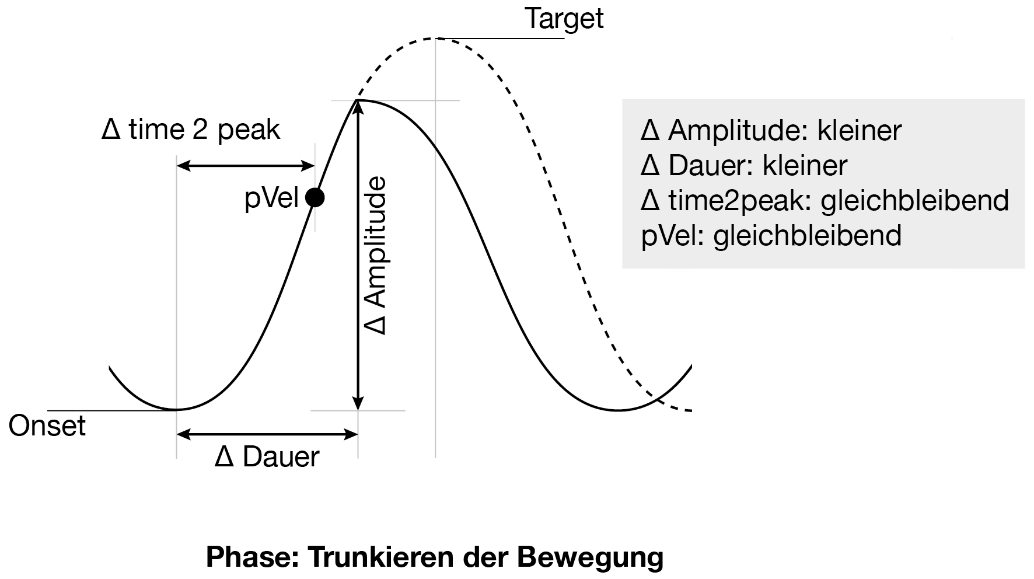 Target
Δ time 2 peak
pVel
Δ Amplitude
Δ Amplitude: kleiner
Δ Dauer: kleiner
Δ time2peak: gleichbleibend
pVel: gleichbleibend
Onset
Δ Dauer
Phase: Trunkieren der Bewegung